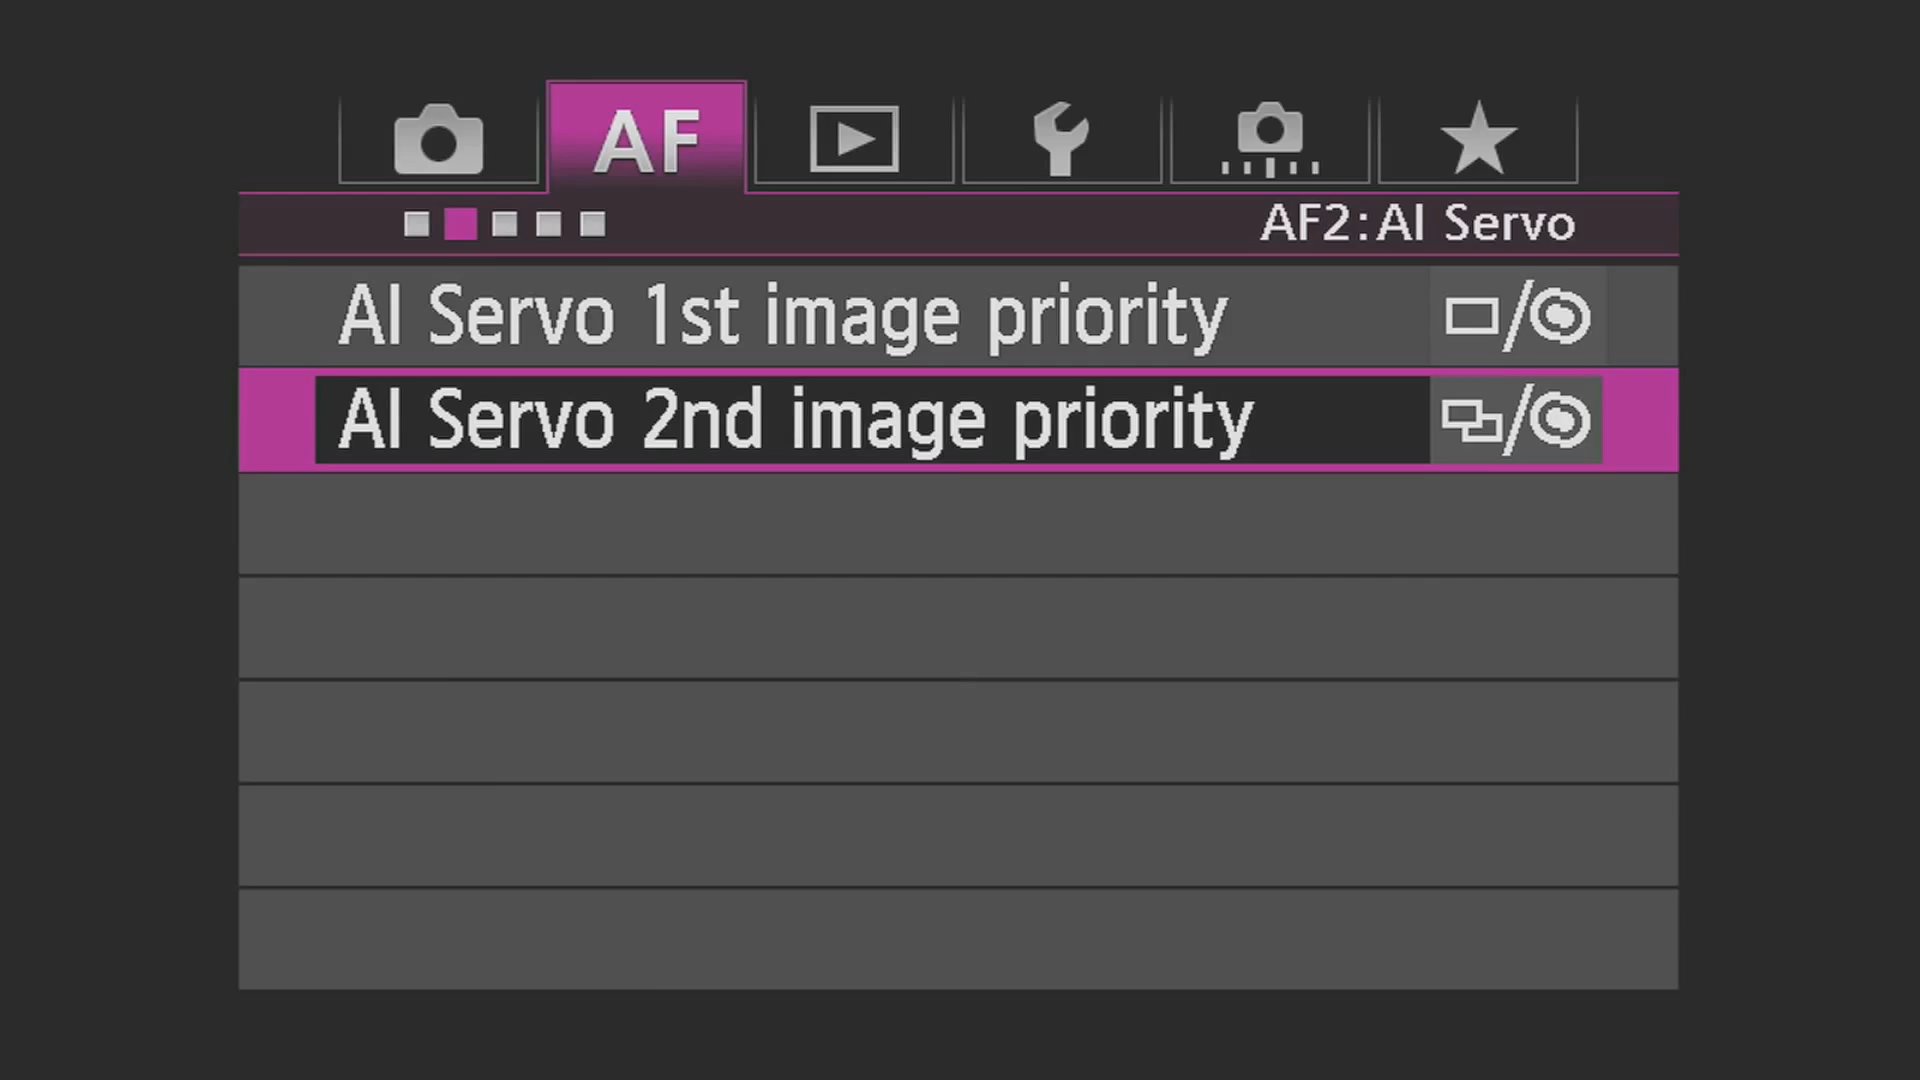 AF
AF2:AI Servo
AI Servo 1st image priority
AI Servo 2nd image priority